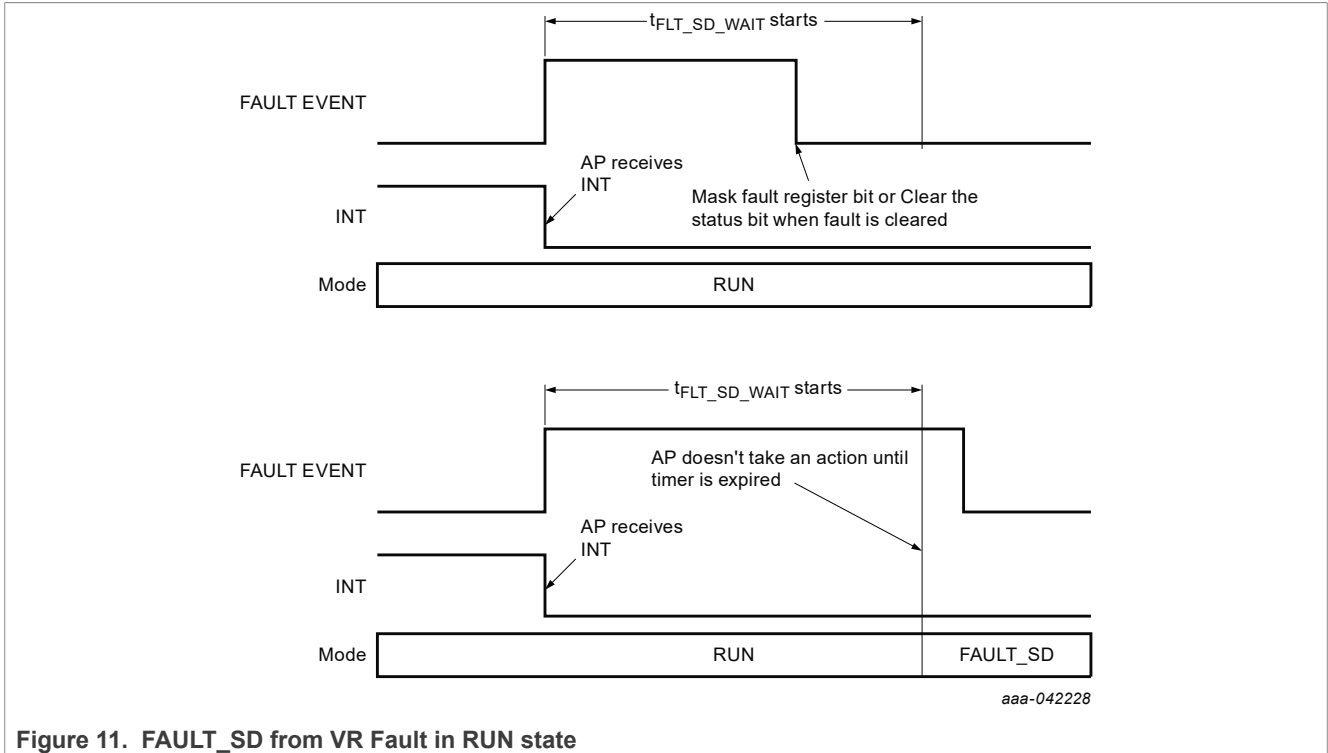 tFLT_SD_WAIT starts
FAULT EVENT
AP receives
INT
Mask fault register bit or Clear the
status bit when fault is cleared
INT
Mode
RUN
tFLT_SD_WAIT starts
FAULT EVENT
AP doesn't take an action until
timer is expired
AP receives
INT
INT
Mode
RUN
FAULT_SD
aaa-042228
Figure 11. FAULT_SD from VR Fault in RUN state